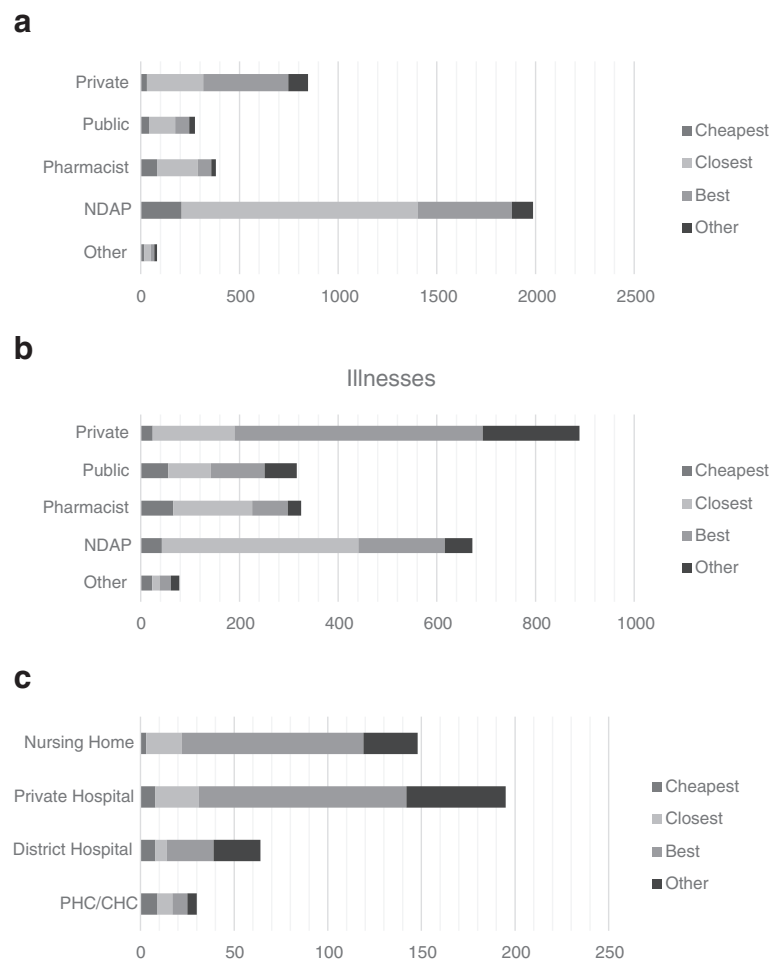 a
Private
Public
Pharmacist
NDAP
Other
0 500 1000 1500 2000 2500
Cheapest
Closest
Best
Other
b
Illnesses
Private
Public
Pharmacist
NDAP
Other
0 200 400 600 800 1000
Cheapest
Closest
Best
Other
c
Nursing Home
Private Hospital
District Hospital
PHC/CHC
0 50 100 150 200 250
Cheapest
Closest
Best
Other